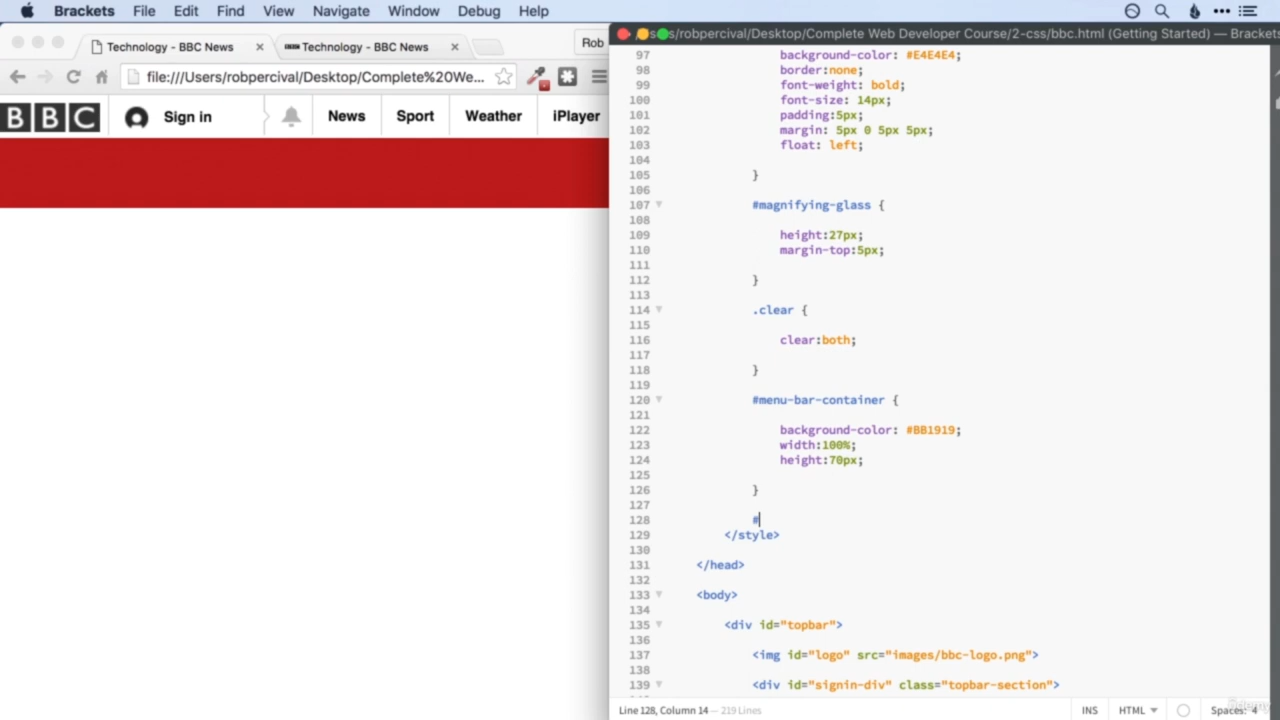 Brackets File Edit Find View Navigate Window Debug Help
Technology - BBC News × Technology - BBC News × Rob
file:///Users/robpercival/Desktop/Complete%20We...
BBC Sign in News Sport Weather iPlayer
s/robpercival/Desktop/Complete Web Developer Course/2-css/bbc.html (Getting Started) — Brackets
97 background-color: #E4E4E4;
98 border:none;
99 font-weight: bold;
100 font-size: 14px;
101 padding:5px;
102 margin: 5px 0 5px 5px;
103 float: left;
104
105 }
106
107 #magnifying-glass {
108
109 height:27px;
110 margin-top:5px;
111
112 }
113
114 .clear {
115
116 clear:both;
117
118 }
119
120 #menu-bar-container {
121
122 background-color: #BB1919;
123 width:100%;
124 height:70px;
125
126 }
127
128 #
129 </style>
130
131 </head>
132
133 <body>
134
135 <div id="topbar">
136
137 <img id="logo" src="images/bbc-logo.png">
138
139 <div id="signin-div" class="topbar-section">
Line 128, Column 14 — 219 Lines INS HTML Spaces: 4